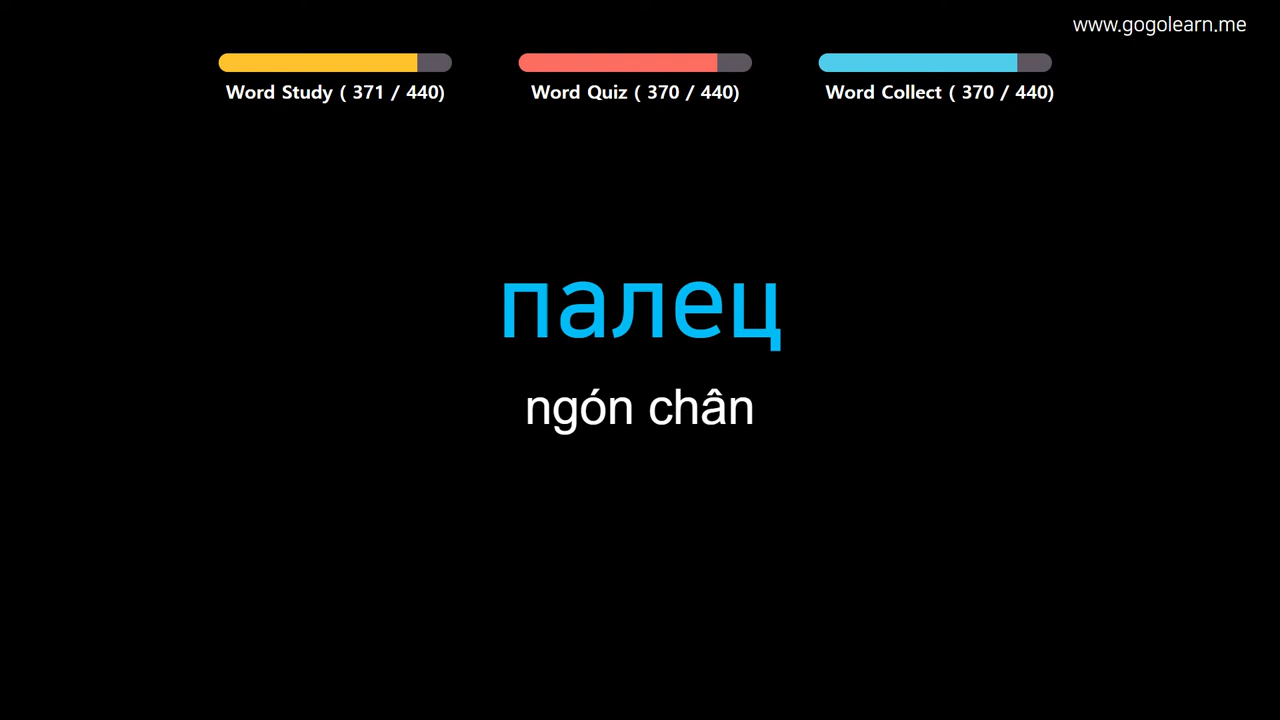 www.gogolearn.me
Word Study ( 371 / 440)
Word Quiz ( 370 / 440)
Word Collect ( 370 / 440)
палец
ngón chân